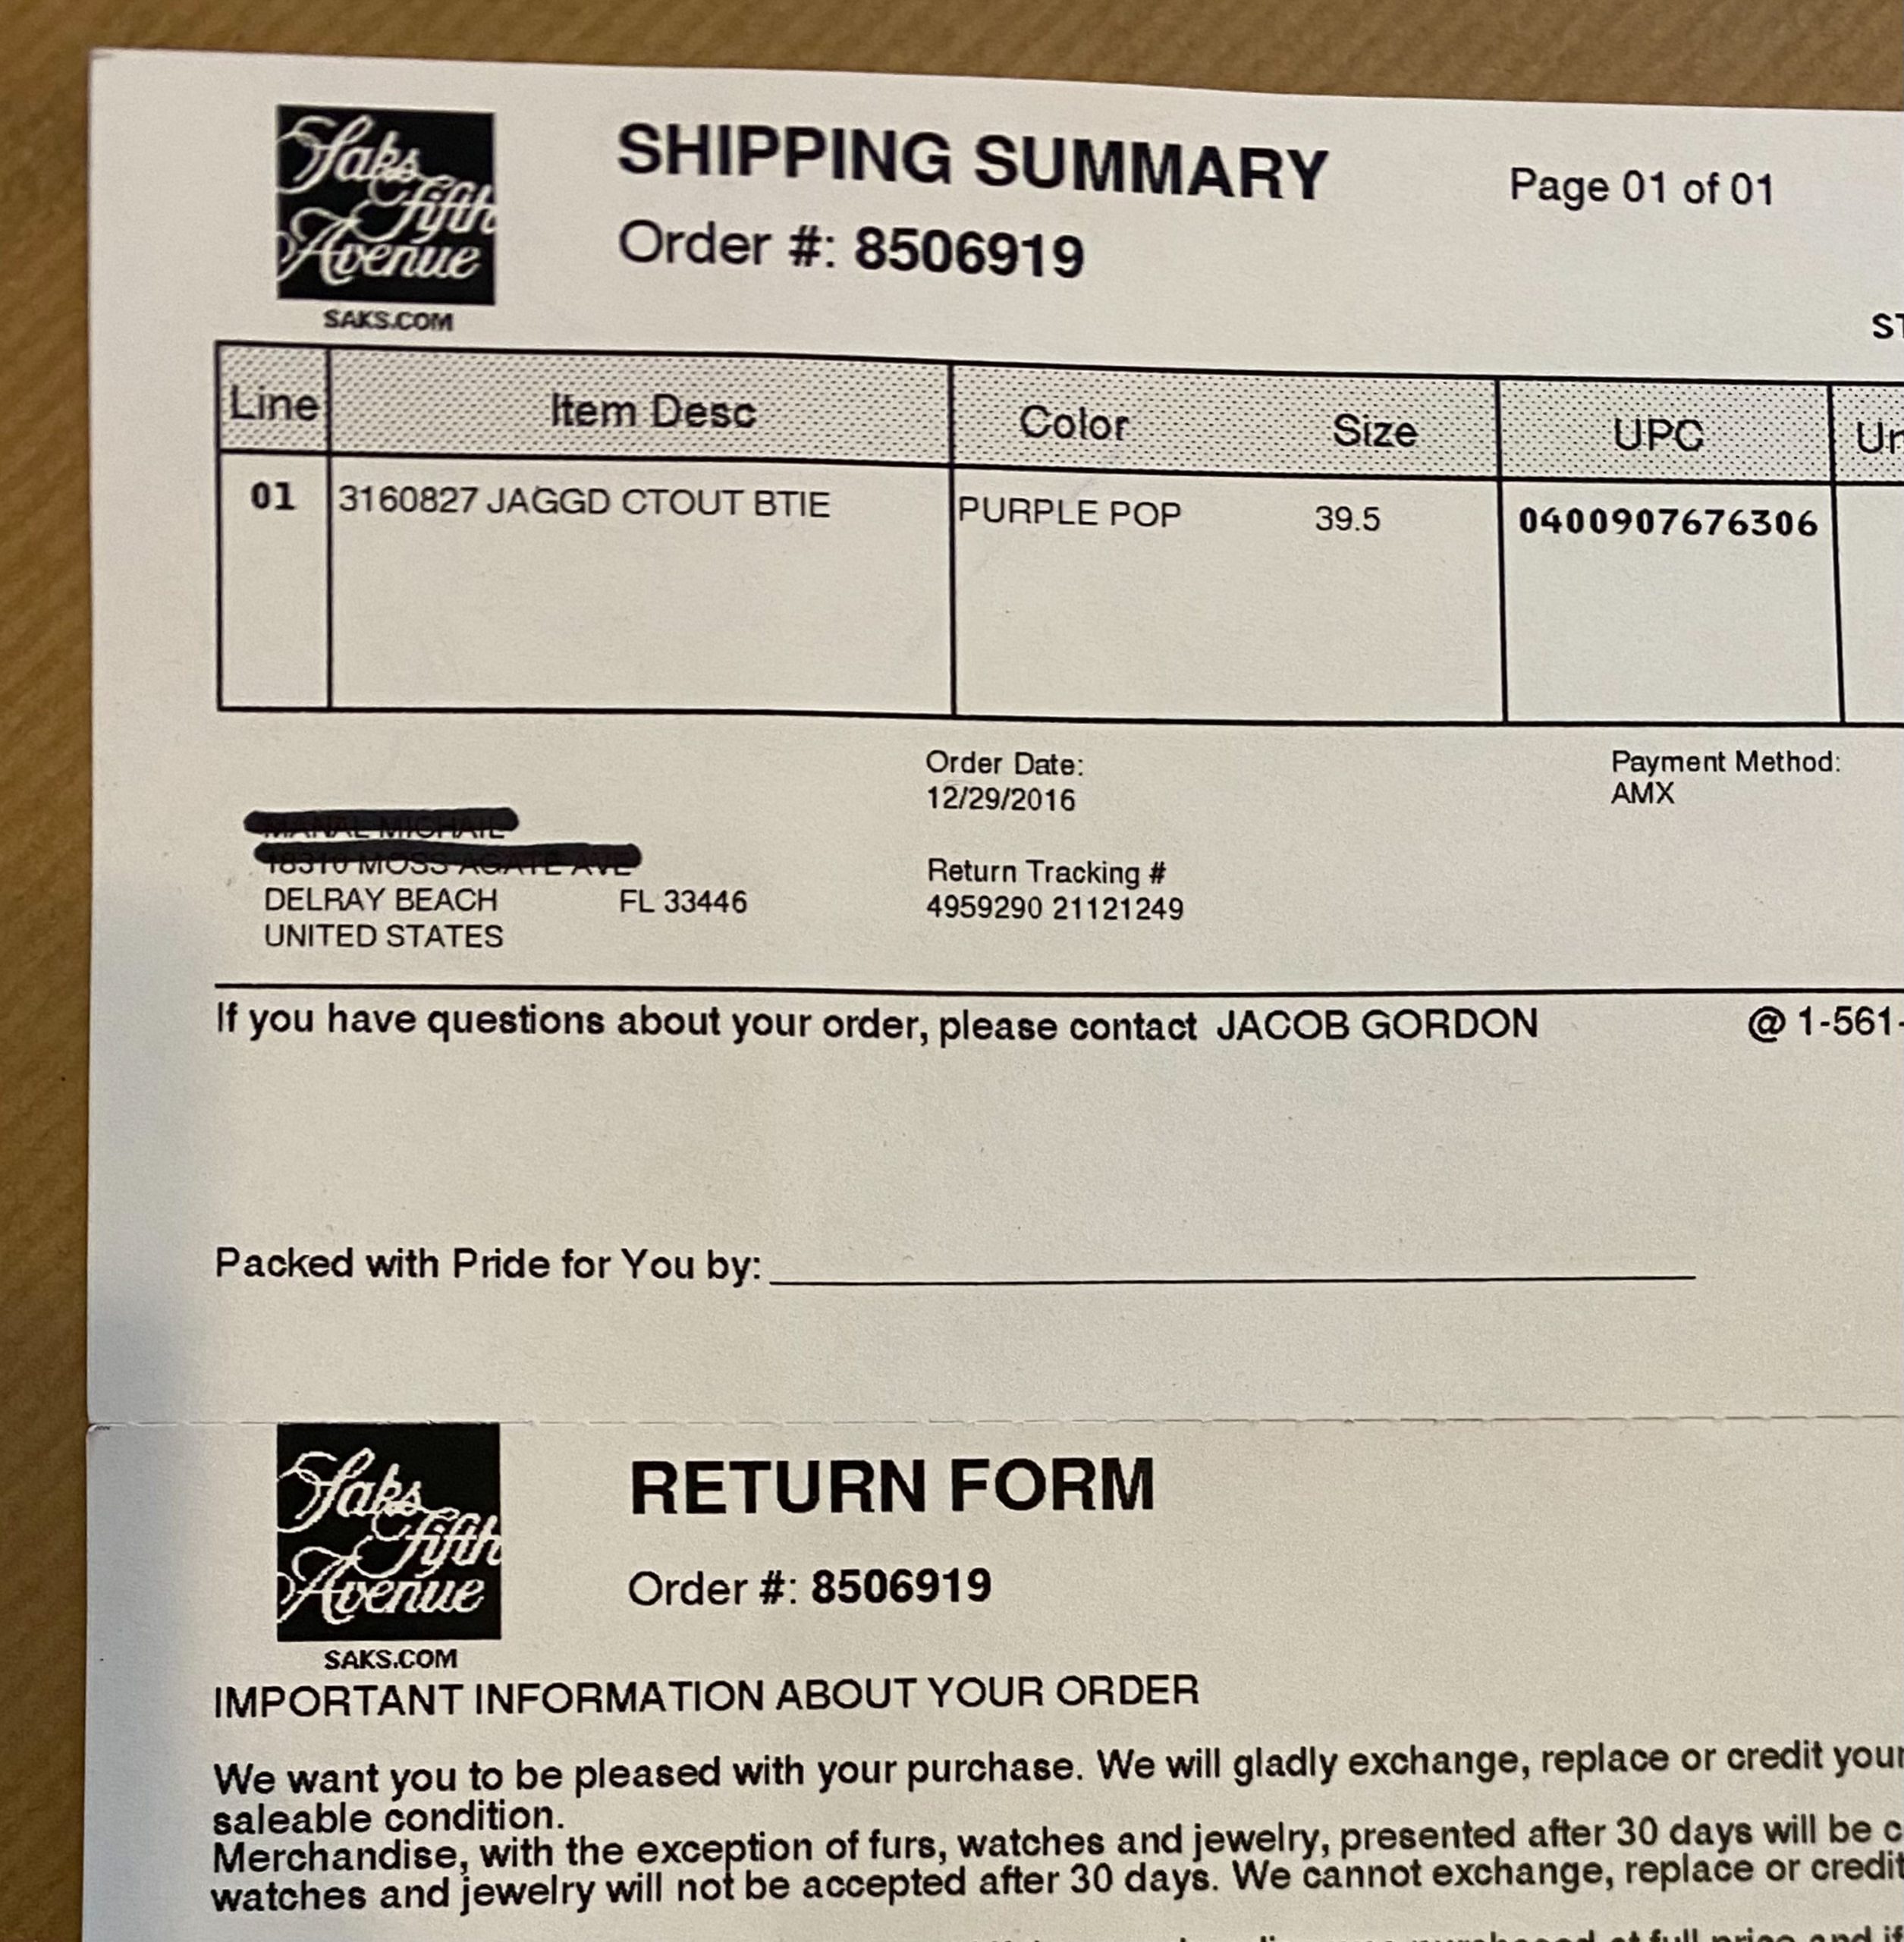 Saks
Fifth
Avenue
SAKS.COM
SHIPPING SUMMARY
Page 01 of 01
Order #: 8506919
ST
Line Item Desc Color Size UPC Un
01 3160827 JAGGD CTOUT BTIE PURPLE POP 39.5 0400907676306
Order Date:
12/29/2016
Payment Method:
AMX
Return Tracking #
4959290 21121249
DELRAY BEACH FL 33446
UNITED STATES
If you have questions about your order, please contact JACOB GORDON @ 1-561-
Packed with Pride for You by:
Saks
Fifth
Avenue
SAKS.COM
RETURN FORM
Order #: 8506919
IMPORTANT INFORMATION ABOUT YOUR ORDER
We want you to be pleased with your purchase. We will gladly exchange, replace or credit your
saleable condition.
Merchandise, with the exception of furs, watches and jewelry, presented after 30 days will be c
watches and jewelry will not be accepted after 30 days. We cannot exchange, replace or credit